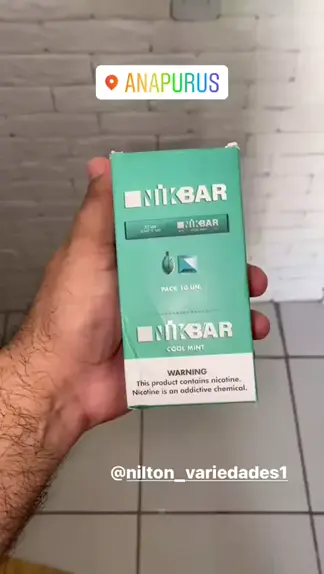 ANAPURUS
NIKBAR
NIKBAR
PACK 10 UN.
NIKBAR
COOL MINT
WARNING
This product contains nicotine.
Nicotine is an addictive chemical.
@nilton_variedades1